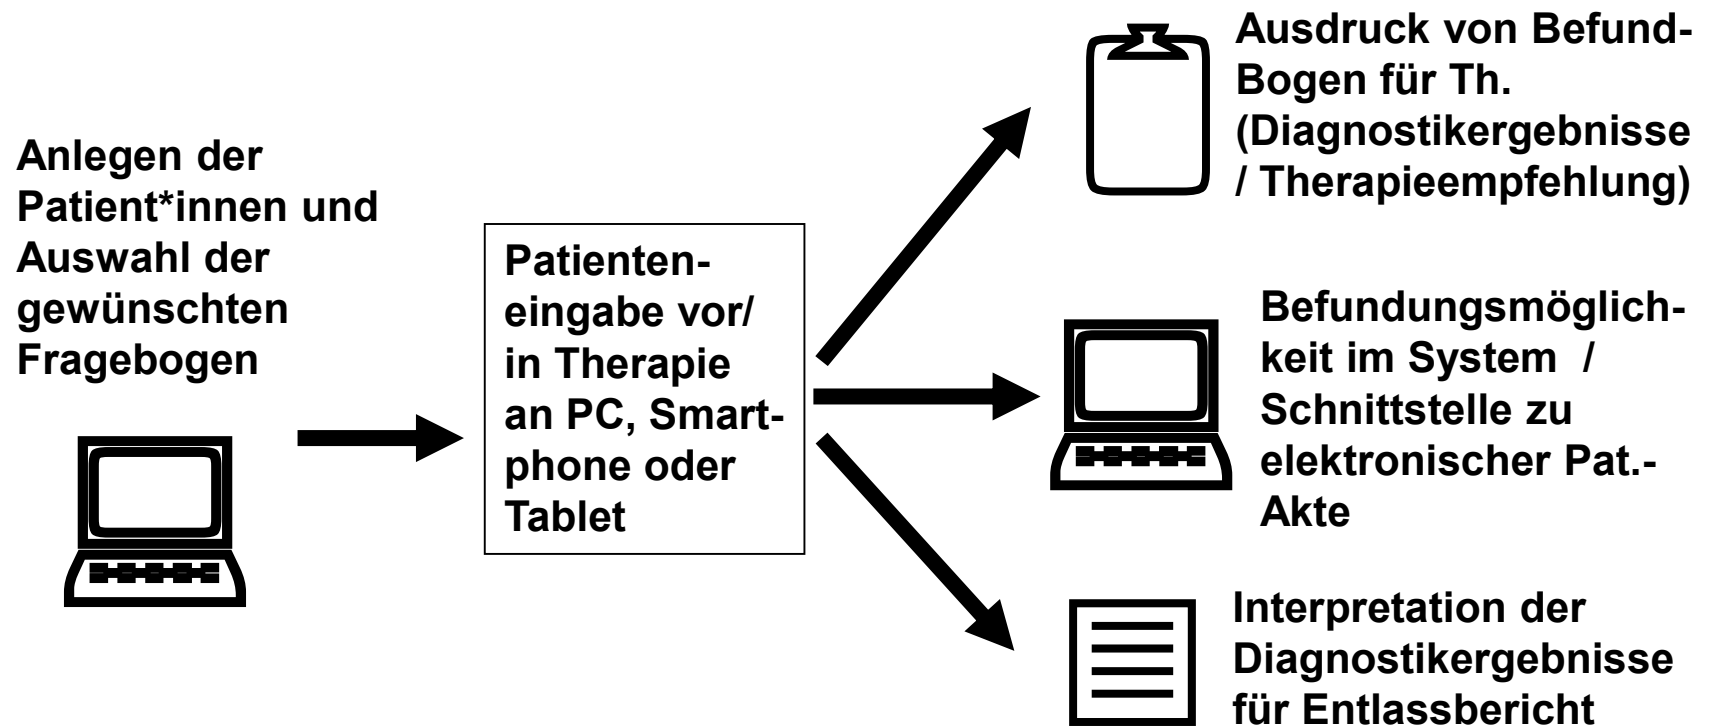 Anlegen der
Patient*innen und
Auswahl der
gewünschten
Fragebogen
Patienten-
eingabe vor/
in Therapie
an PC, Smart-
phone oder
Tablet
Ausdruck von Befund-
Bogen für Th.
(Diagnostikergebnisse
/ Therapieempfehlung)
Befundungsmöglich-
keit im System /
Schnittstelle zu
elektronischer Pat.-
Akte
Interpretation der
Diagnostikergebnisse
für Entlassbericht